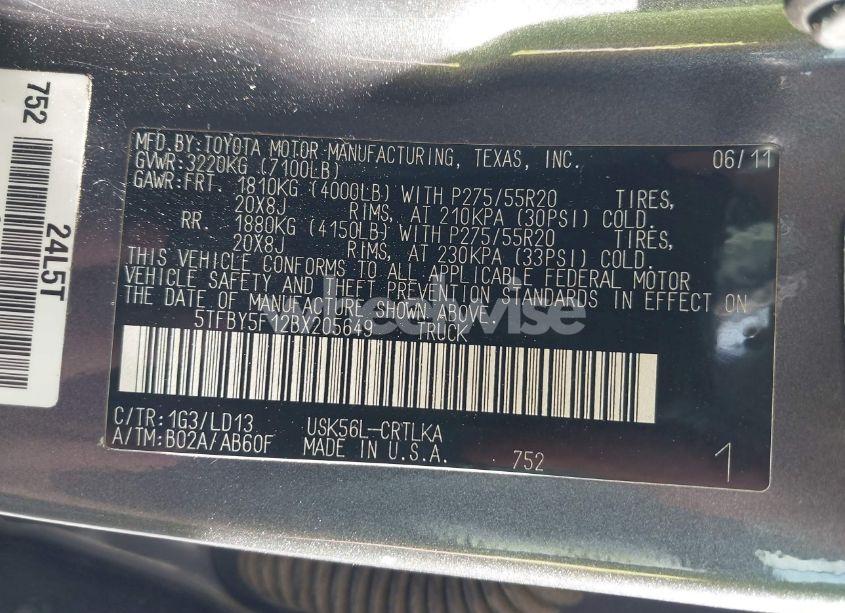 752
24L5T
MFD.BY:TOYOTA MOTOR MANUFACTURING, TEXAS, INC. 06/11
GVWR:3220KG (7100LB)
GAWR:FRT. 1810KG (4000LB) WITH P275/55R20 TIRES,
20X8J RIMS, AT 210KPA (30PSI) COLD.
RR. 1880KG (4150LB) WITH P275/55R20 TIRES,
20X8J RIMS, AT 230KPA (33PSI) COLD.
THIS VEHICLE CONFORMS TO ALL APPLICABLE FEDERAL MOTOR
VEHICLE SAFETY AND THEFT PREVENTION STANDARDS IN EFFECT ON
THE DATE OF MANUFACTURE SHOWN ABOVE.
TRUCK
wheelwise
C/TR:1G3/LD13 USK56L-CRTLKA
A/TM:B02A/AB60F MADE IN U.S.A. 752 1